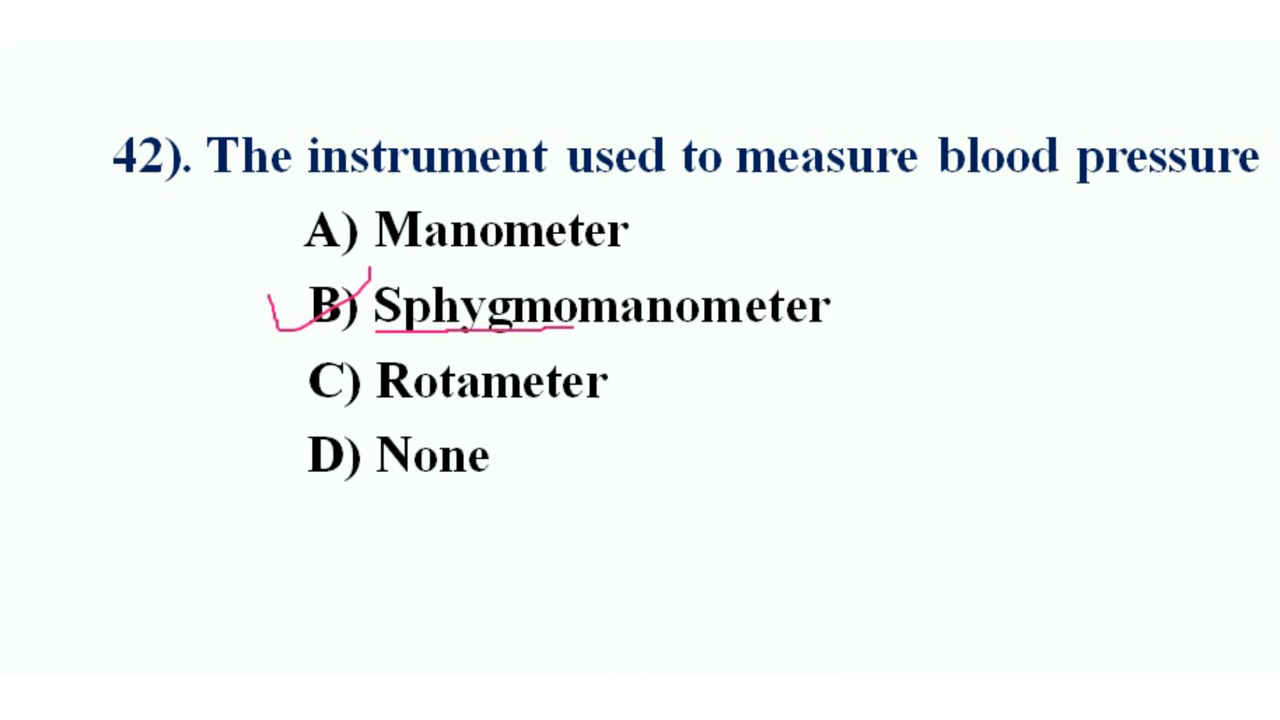 42). The instrument used to measure blood pressure
A) Manometer
B) Sphygmomanometer
C) Rotameter
D) None